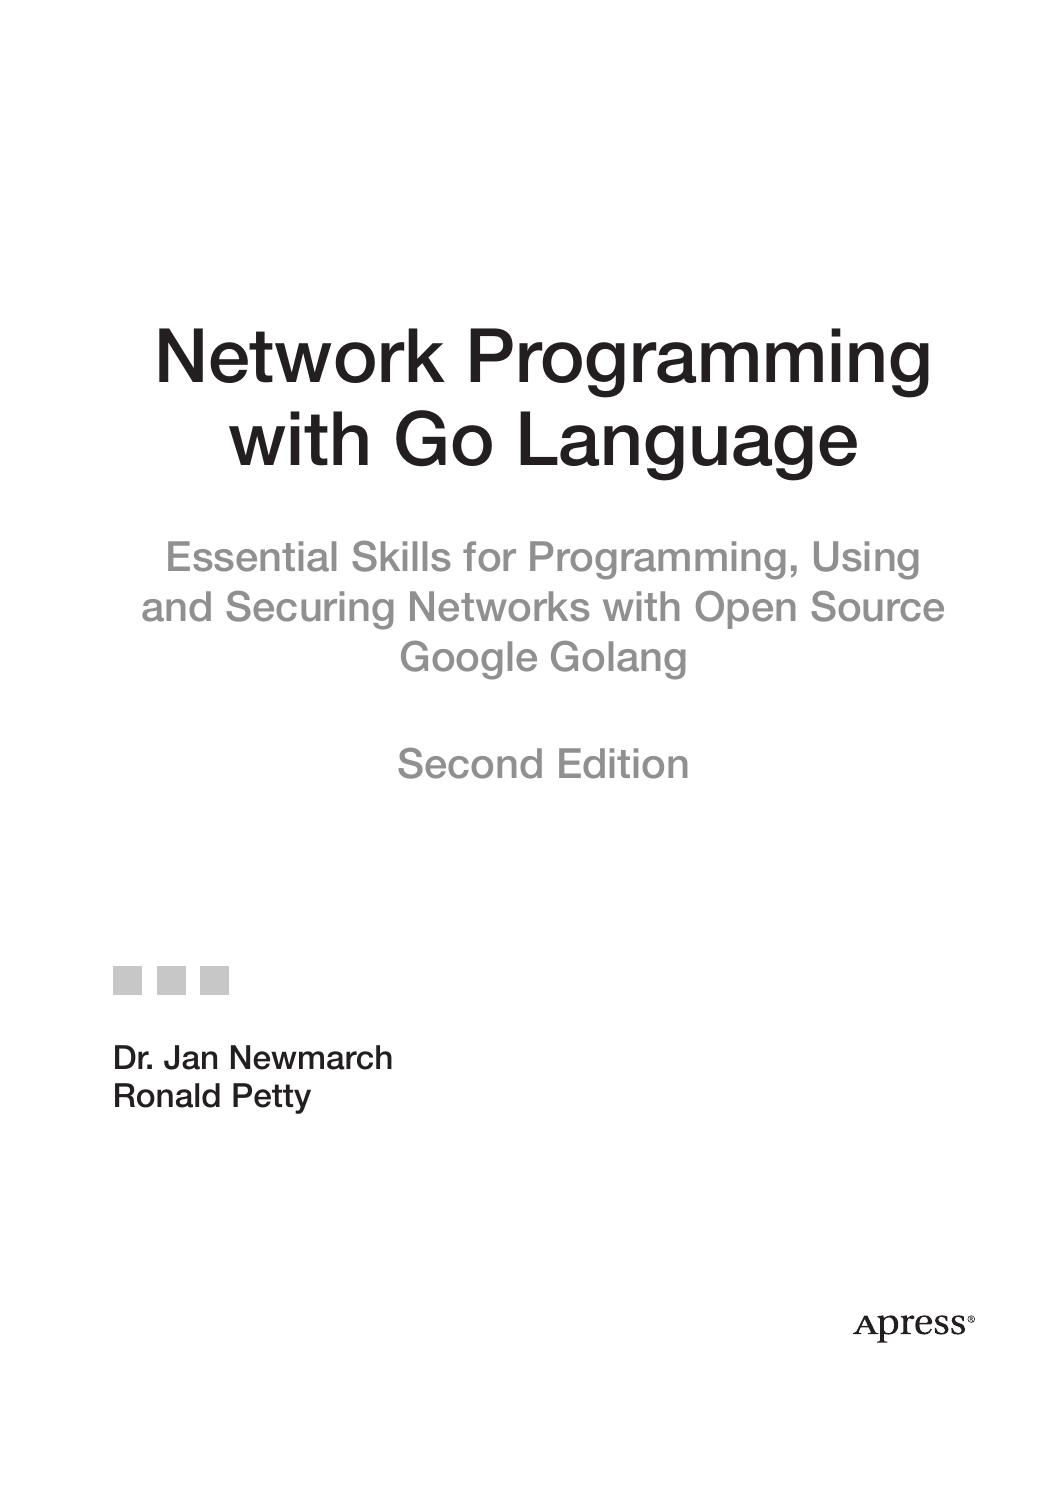 Network Programming
with Go Language
Essential Skills for Programming, Using
and Securing Networks with Open Source
Google Golang
Second Edition
Dr. Jan Newmarch
Ronald Petty
Apress®